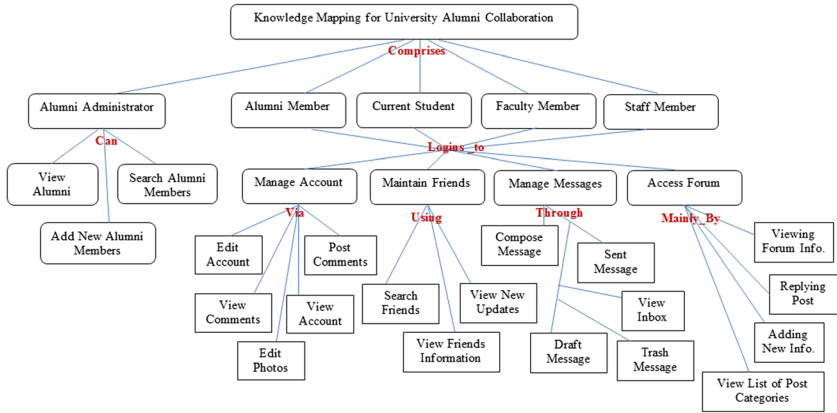 Knowledge Mapping for University Alumni Collaboration
Comprises
Alumni Administrator
Alumni Member
Current Student
Faculty Member
Staff Member
Can
Logins_to
View
Alumni
Search Alumni
Members
Add New Alumni
Members
Manage Account
Maintain Friends
Manage Messages
Access Forum
Via
Using
Through
Mainly_By
Edit
Account
Post
Comments
View
Comments
View
Account
Edit
Photos
Search
Friends
View New
Updates
View Friends
Information
Compose
Message
Sent
Message
View
Inbox
Draft
Message
Trash
Message
Viewing
Forum Info.
Replying
Post
Adding
New Info.
View List of Post
Categories